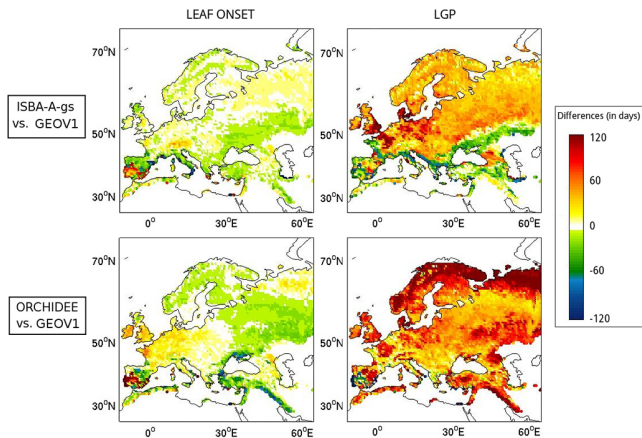 LEAF ONSET
LGP
70°N
50°N
30°N
0°
30°E
60°E
70°N
50°N
30°N
0°
30°E
60°E
ISBA-A-gs
vs. GEOV1
Differences (in days)
120
60
0
-60
-120
70°N
50°N
30°N
0°
30°E
60°E
70°N
50°N
30°N
0°
30°E
60°E
ORCHIDEE
vs. GEOV1